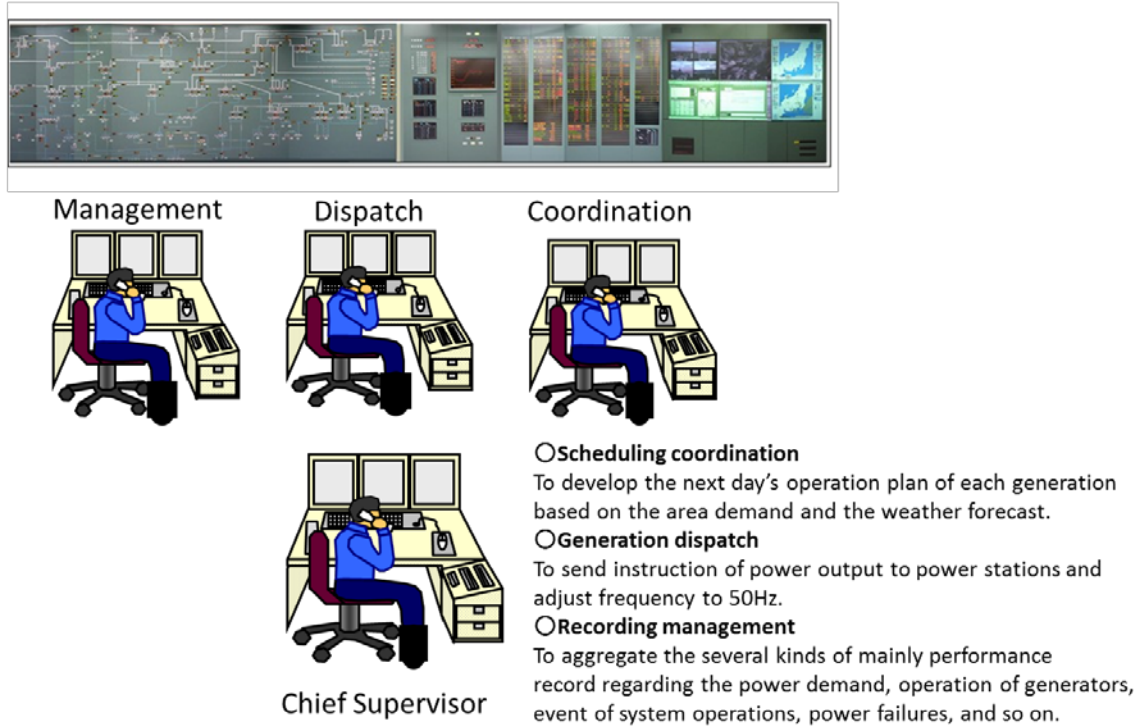 Management
Dispatch
Coordination
Chief Supervisor
○Scheduling coordination
To develop the next day's operation plan of each generation
based on the area demand and the weather forecast.
○Generation dispatch
To send instruction of power output to power stations and
adjust frequency to 50Hz.
○Recording management
To aggregate the several kinds of mainly performance
record regarding the power demand, operation of generators,
event of system operations, power failures, and so on.